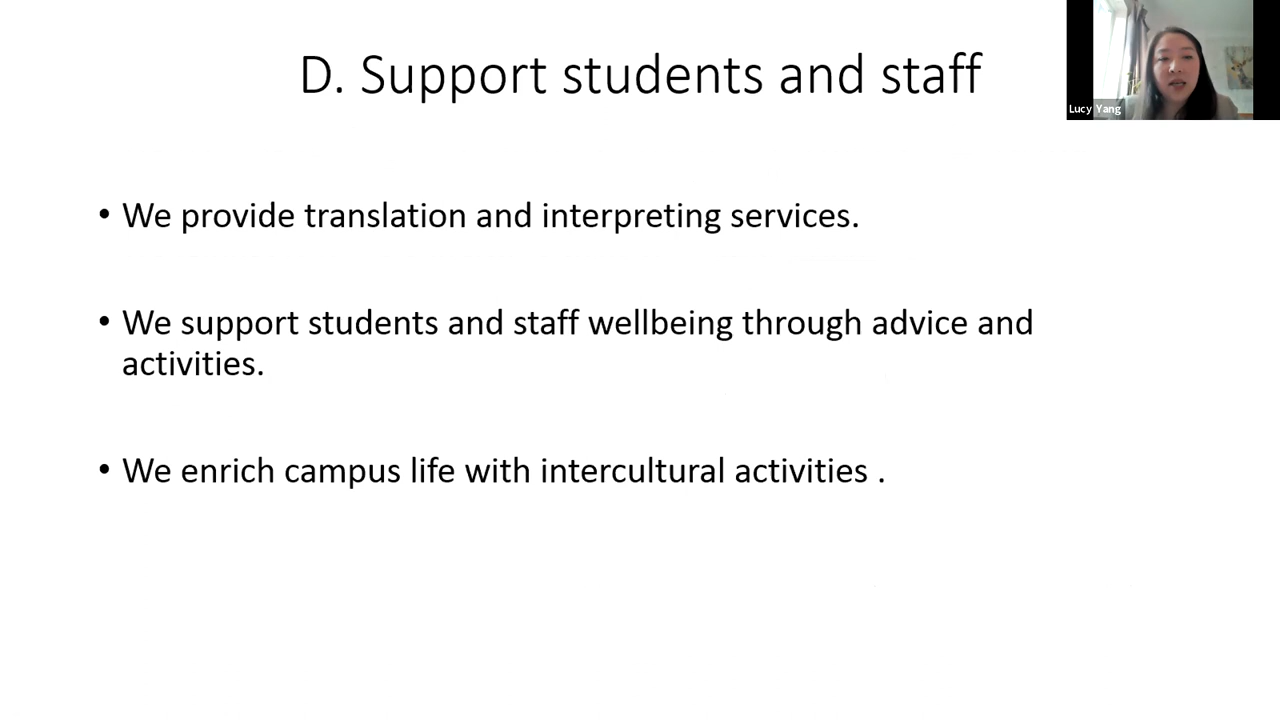 D. Support students and staff
Lucy Yang
• We provide translation and interpreting services.
• We support students and staff wellbeing through advice and
activities.
• We enrich campus life with intercultural activities .